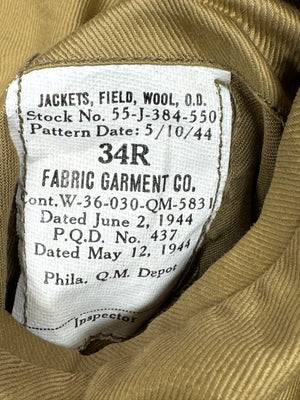 JACKETS, FIELD, WOOL, O.D.
Stock No. 55-J-384-550
Pattern Date: 5/10/44
34R
FABRIC GARMENT CO.
Cont. W-36-030-QM-5831
Dated June 2, 1944
P.Q.D. No. 437
Dated May 12, 1944
Phila. Q.M. Depot
Inspector